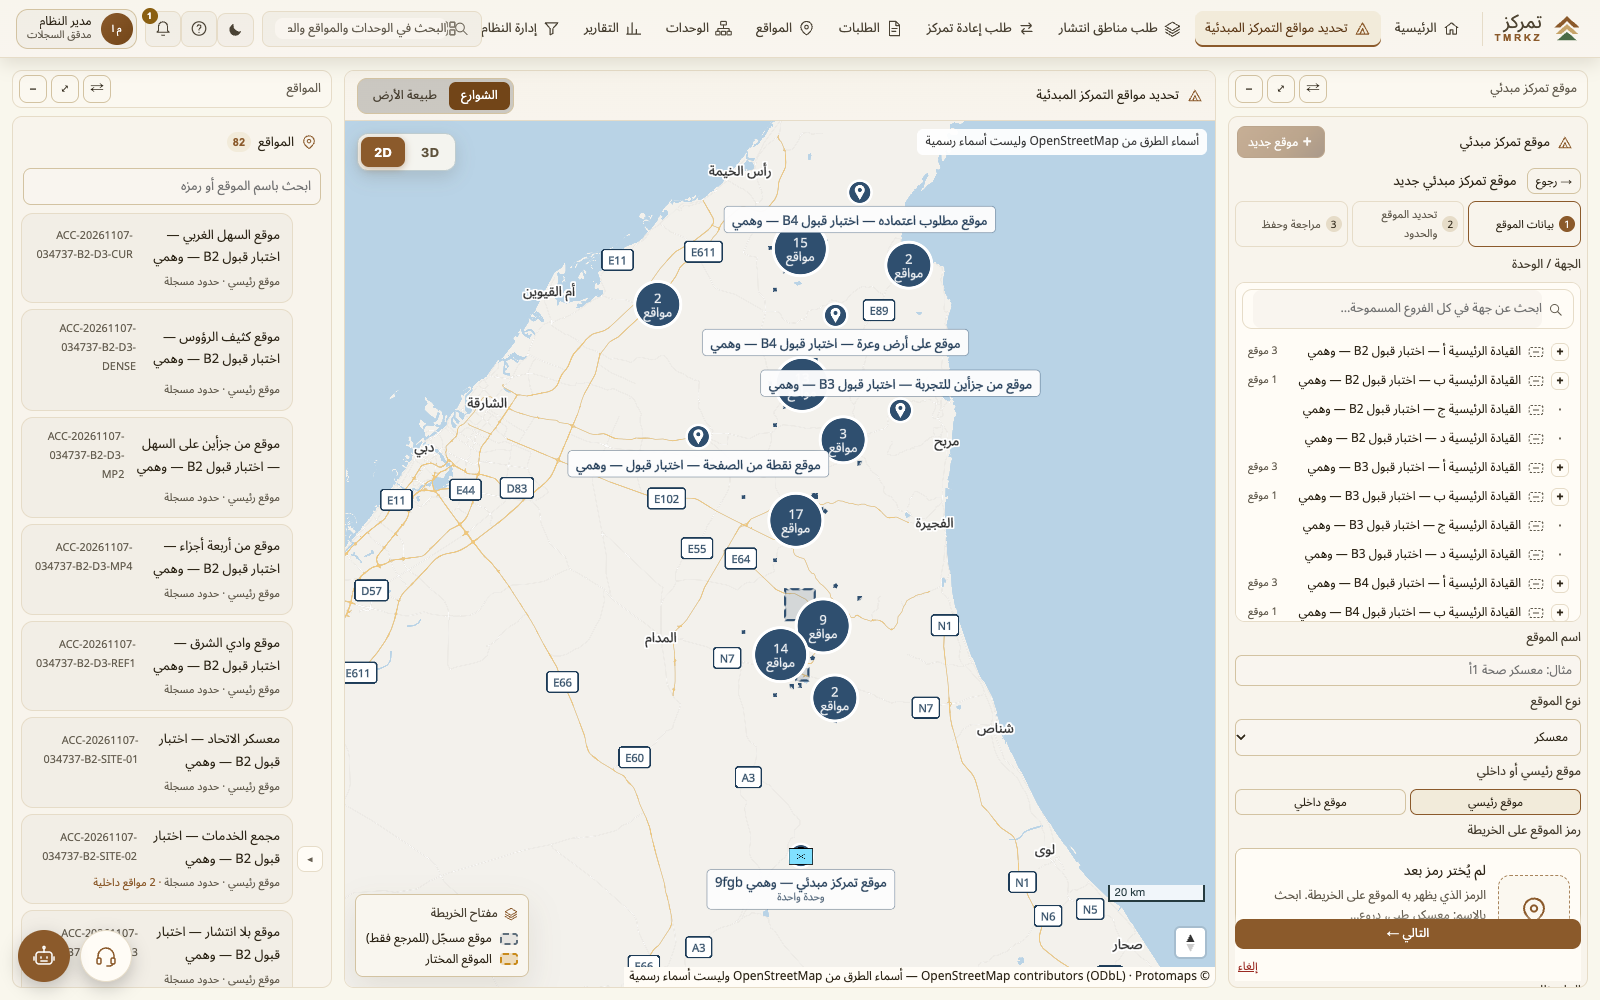 تمركز
TMRKZ
الرئيسية
تحديد مواقع التمركز المبدئية
طلب مناطق انتشار
طلب إعادة تمركز
الطلبات
المواقع
الوحدات
التقارير
إدارة النظام
البحث في الوحدات والمواقع والم
1
م ا
مدير النظام
مدقق السجلات
موقع تمركز مبدئي
موقع تمركز مبدئي
+ موقع جديد
→ رجوع
موقع تمركز مبدئي جديد
1 بيانات الموقع
2 تحديد الموقع والحدود
3 مراجعة وحفظ
الجهة / الوحدة
ابحث عن جهة في كل الفروع المسموحة...
القيادة الرئيسية أ — اختبار قبول B2 — وهمي 3 موقع
القيادة الرئيسية ب — اختبار قبول B2 — وهمي 1 موقع
القيادة الرئيسية ج — اختبار قبول B2 — وهمي
القيادة الرئيسية د — اختبار قبول B2 — وهمي
القيادة الرئيسية أ — اختبار قبول B3 — وهمي 3 موقع
القيادة الرئيسية ب — اختبار قبول B3 — وهمي 1 موقع
القيادة الرئيسية ج — اختبار قبول B3 — وهمي
القيادة الرئيسية د — اختبار قبول B3 — وهمي
القيادة الرئيسية أ — اختبار قبول B4 — وهمي 3 موقع
القيادة الرئيسية ب — اختبار قبول B4 — وهمي 1 موقع
اسم الموقع
مثال: معسكر صحة 1أ
نوع الموقع
معسكر
موقع رئيسي أو داخلي
موقع رئيسي
موقع داخلي
رمز الموقع على الخريطة
لم يُختر رمز بعد
الرمز الذي يظهر به الموقع على الخريطة. ابحث
بالاسم: معسكر، طبي، دروع...
التالي ←
إلغاء
تحديد مواقع التمركز المبدئية
الشوارع
طبيعة الأرض
أسماء الطرق من OpenStreetMap وليست أسماء رسمية
2D
3D
رأس الخيمة
موقع مطلوب اعتماده — اختبار قبول B4 — وهمي
15 مواقع
2 مواقع
E611
E11
أم القيوين
2 مواقع
E89
موقع على أرض وعرة — اختبار قبول B4 — وهمي
موقع من جزأين للتجربة — اختبار قبول B3 — وهمي
الشارقة
دبي
3 مواقع
مربح
موقع نقطة من الصفحة — اختبار قبول — وهمي
E11
E44
D83
E102
17 مواقع
الفجيرة
E55
E64
D57
9 مواقع
N1
المدام
14 مواقع
N7
E611
E66
2 مواقع
N7
شناص
E60
A3
لوى
موقع تمركز مبدئي — وهمي 9fgb
وحدة واحدة
N1
20 km
N5
N6
صحار
A3
E66
مفتاح الخريطة
موقع مسجّل (للمرجع فقط)
الموقع المختار
© OpenStreetMap contributors (ODbL) · Protomaps — أسماء الطرق من OpenStreetMap وليست أسماء رسمية
المواقع
المواقع 82
ابحث باسم الموقع أو رمزه
موقع السهل الغربي —
اختبار قبول B2 — وهمي
ACC-20261107-
034737-B2-D3-CUR
موقع رئيسي · حدود مسجلة
موقع كثيف الرؤوس —
اختبار قبول B2 — وهمي
ACC-20261107-
034737-B2-D3-
DENSE
موقع رئيسي · حدود مسجلة
موقع من جزأين على السهل
— اختبار قبول B2 — وهمي
ACC-20261107-
034737-B2-D3-
MP2
موقع رئيسي · حدود مسجلة
موقع من أربعة أجزاء —
اختبار قبول B2 — وهمي
ACC-20261107-
034737-B2-D3-MP4
موقع رئيسي · حدود مسجلة
موقع وادي الشرق —
اختبار قبول B2 — وهمي
ACC-20261107-
034737-B2-D3-REF1
موقع رئيسي · حدود مسجلة
معسكر الاتحاد — اختبار
قبول B2 — وهمي
ACC-20261107-
034737-B2-SITE-01
موقع رئيسي · حدود مسجلة
مجمع الخدمات — اختبار
قبول B2 — وهمي
ACC-20261107-
034737-B2-SITE-02
موقع رئيسي · حدود مسجلة · 2 مواقع داخلية
موقع بلا انتشار — اختبار
قبول B2 — وهمي